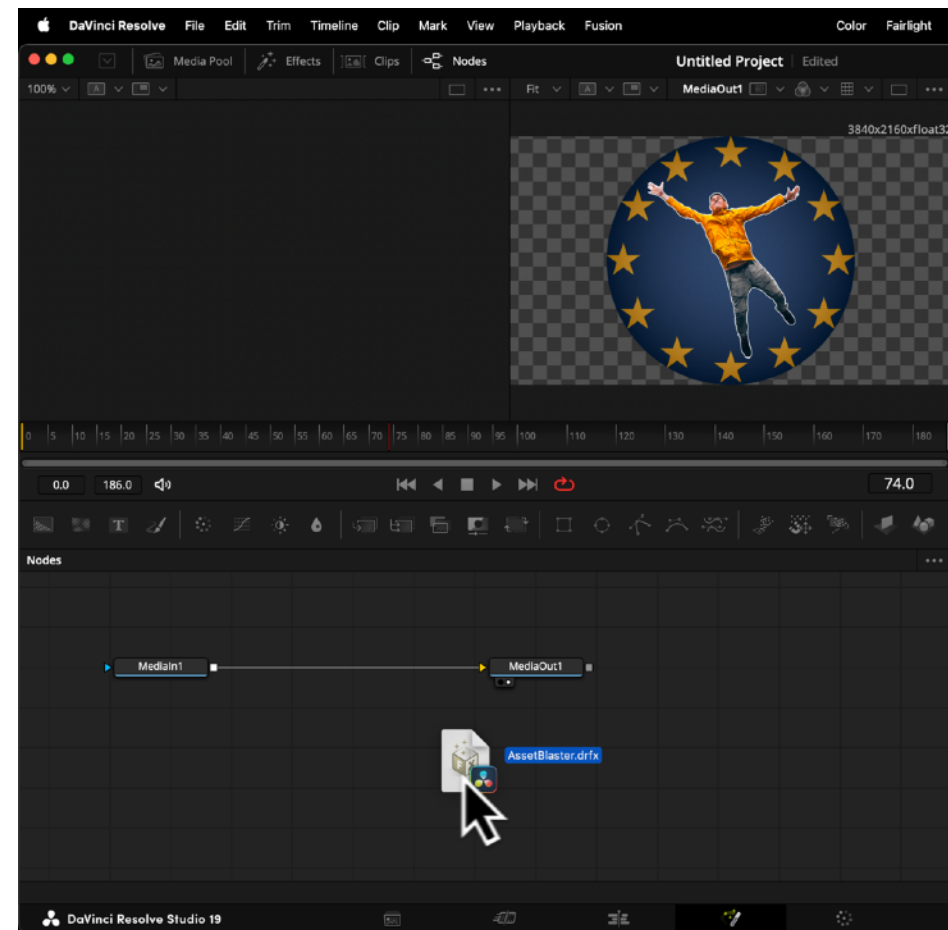 DaVinci Resolve File Edit Trim Timeline Clip Mark View Playback Fusion Color Fairlight
Media Pool Effects Clips Nodes Untitled Project Edited
100% A Fit A MediaOut1
3840x2160xfloat32
0 5 10 15 20 25 30 35 40 45 50 55 60 65 70 75 80 85 90 95 100 110 120 130 140 150 160 170 180
0.0 186.0 74.0
T
Nodes
MediaIn1 MediaOut1
AssetBlaster.drfx
DaVinci Resolve Studio 19